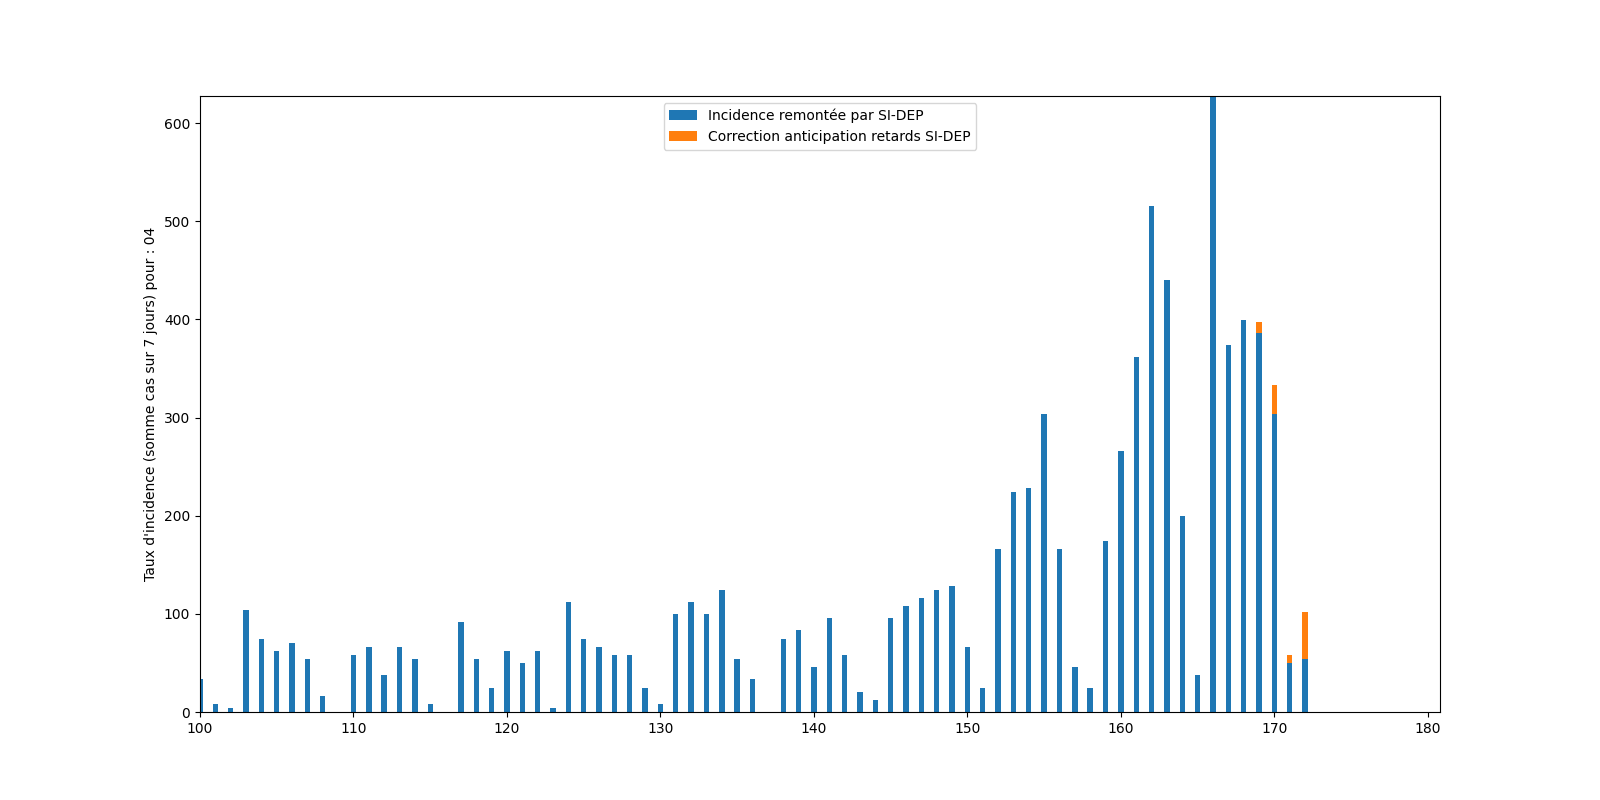 Incidence remontée par SI-DEP
Correction anticipation retards SI-DEP
Taux d'incidence (somme cas sur 7 jours) pour : 04
600
500
400
300
200
100
0
100 110 120 130 140 150 160 170 180